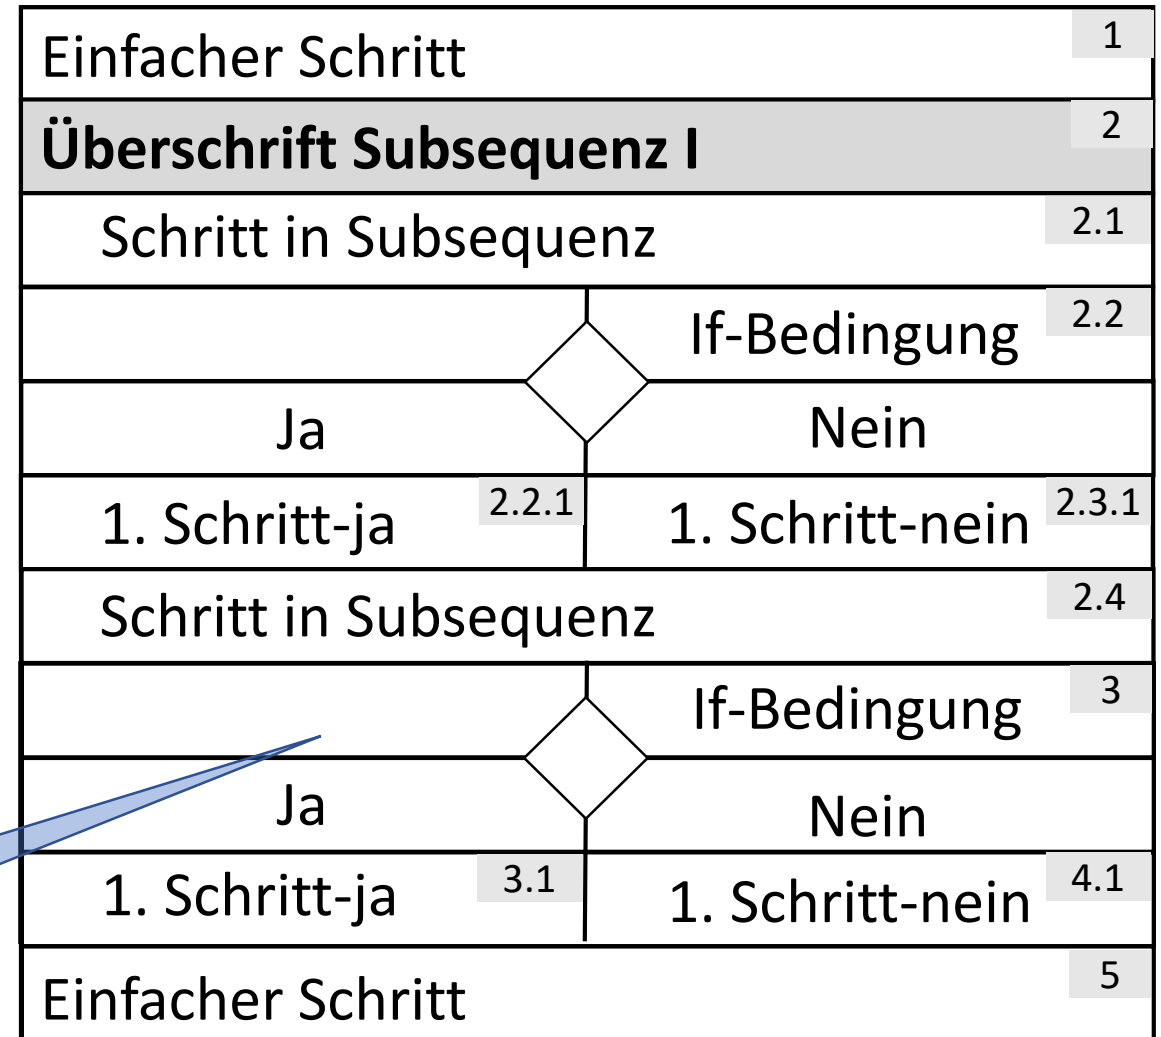 Einfacher Schritt 1
Überschrift Subsequenz I 2
Schritt in Subsequenz 2.1
If-Bedingung 2.2
Ja Nein
1. Schritt-ja 2.2.1 1. Schritt-nein 2.3.1
Schritt in Subsequenz 2.4
If-Bedingung 3
Ja Nein
1. Schritt-ja 3.1 1. Schritt-nein 4.1
Einfacher Schritt 5